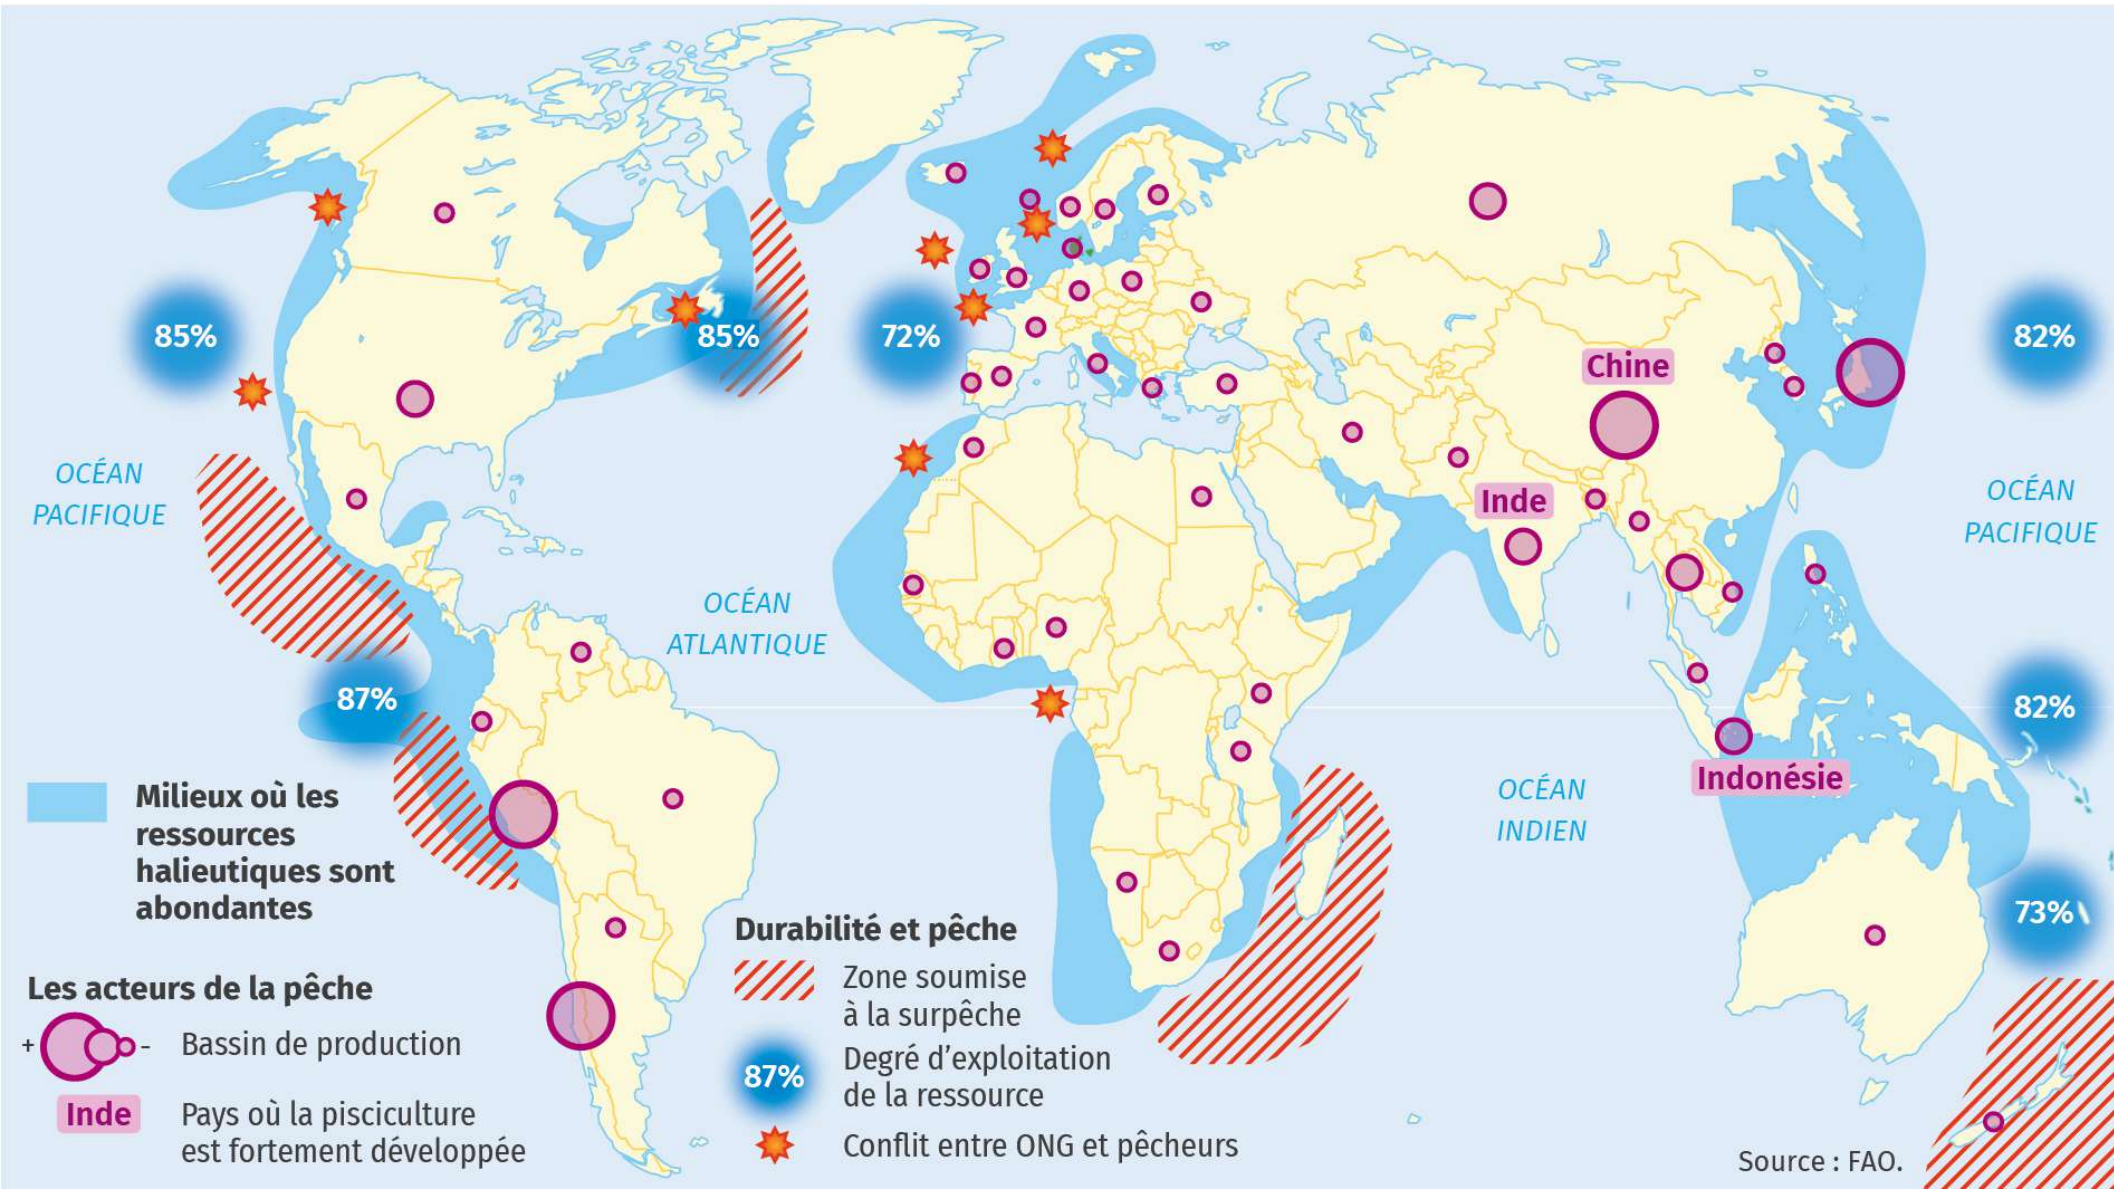 85%
85%
72%
82%
Chine
OCÉAN
PACIFIQUE
Inde
OCÉAN
PACIFIQUE
OCÉAN
ATLANTIQUE
87%
82%
Indonésie
OCÉAN
INDIEN
73%
Milieux où les
ressources
halieutiques sont
abondantes
Les acteurs de la pêche
+
-
Bassin de production
Inde
Pays où la pisciculture
est fortement développée
Durabilité et pêche
Zone soumise
à la surpêche
87%
Degré d’exploitation
de la ressource
Conflit entre ONG et pêcheurs
Source : FAO.